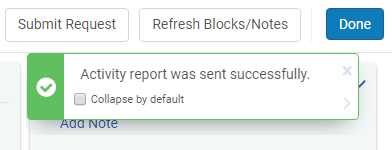 Submit Request Refresh Blocks/Notes Done
Activity report was sent successfully.
Collapse by default
Add Note